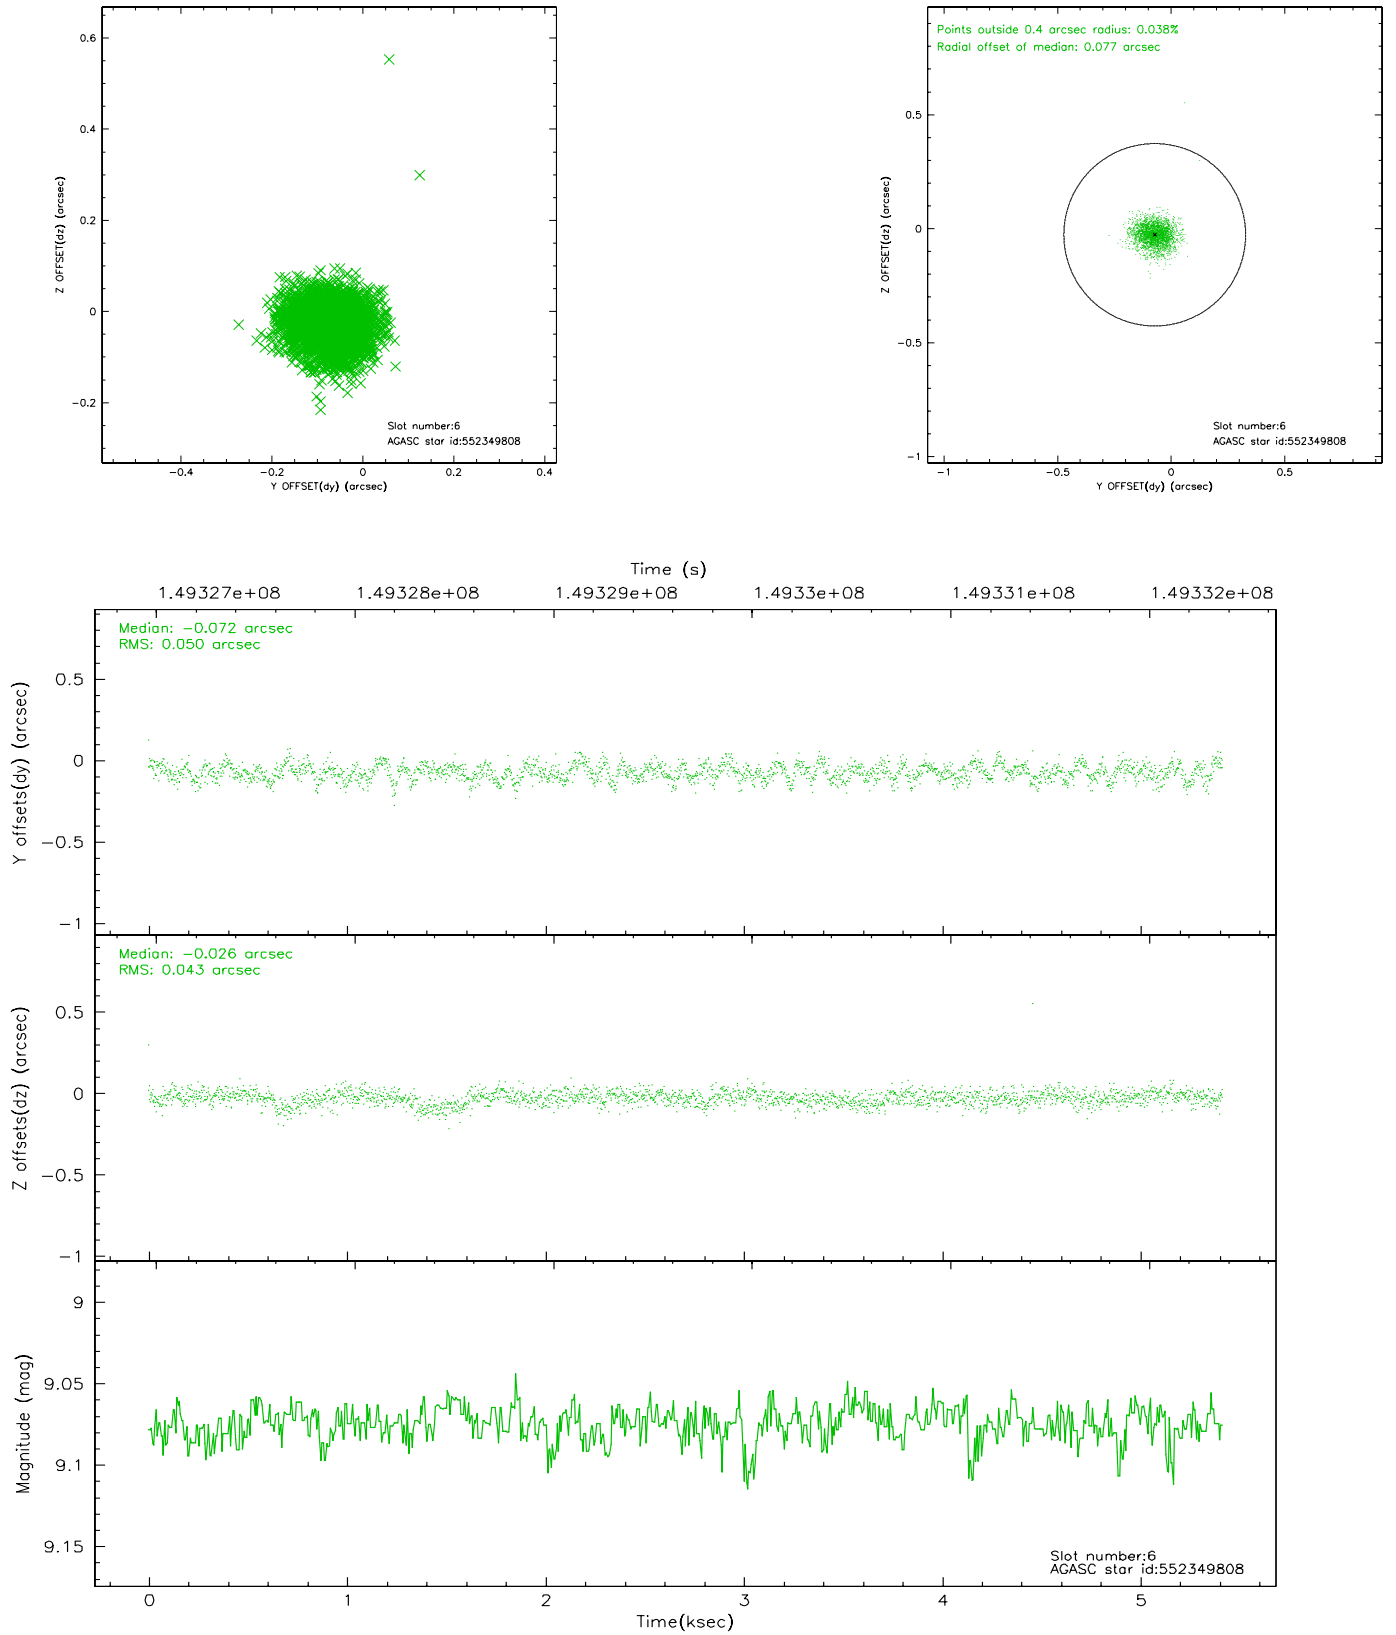 0.6
0.4
0.2
0
−0.2
Z OFFSET(dz) (arcsec)
Slot number:6
AGASC star id:552349808
−0.4 −0.2 0 0.2 0.4
Y OFFSET(dy) (arcsec)
Points outside 0.4 arcsec radius: 0.038%
Radial offset of median: 0.077 arcsec
0.5
0
−0.5
−1
Z OFFSET(dz) (arcsec)
Slot number:6
AGASC star id:552349808
−1 −0.5 0 0.5
Y OFFSET(dy) (arcsec)
Time (s)
1.49327e+08 1.49328e+08 1.49329e+08 1.4933e+08 1.49331e+08 1.49332e+08
Median: −0.072 arcsec
RMS: 0.050 arcsec
0.5
0
−0.5
−1
Y offsets(dy) (arcsec)
Median: −0.026 arcsec
RMS: 0.043 arcsec
0.5
0
−0.5
−1
Z offsets(dz) (arcsec)
9
9.05
9.1
9.15
Magnitude (mag)
Slot number:6
AGASC star id:552349808
0 1 2 3 4 5
Time(ksec)